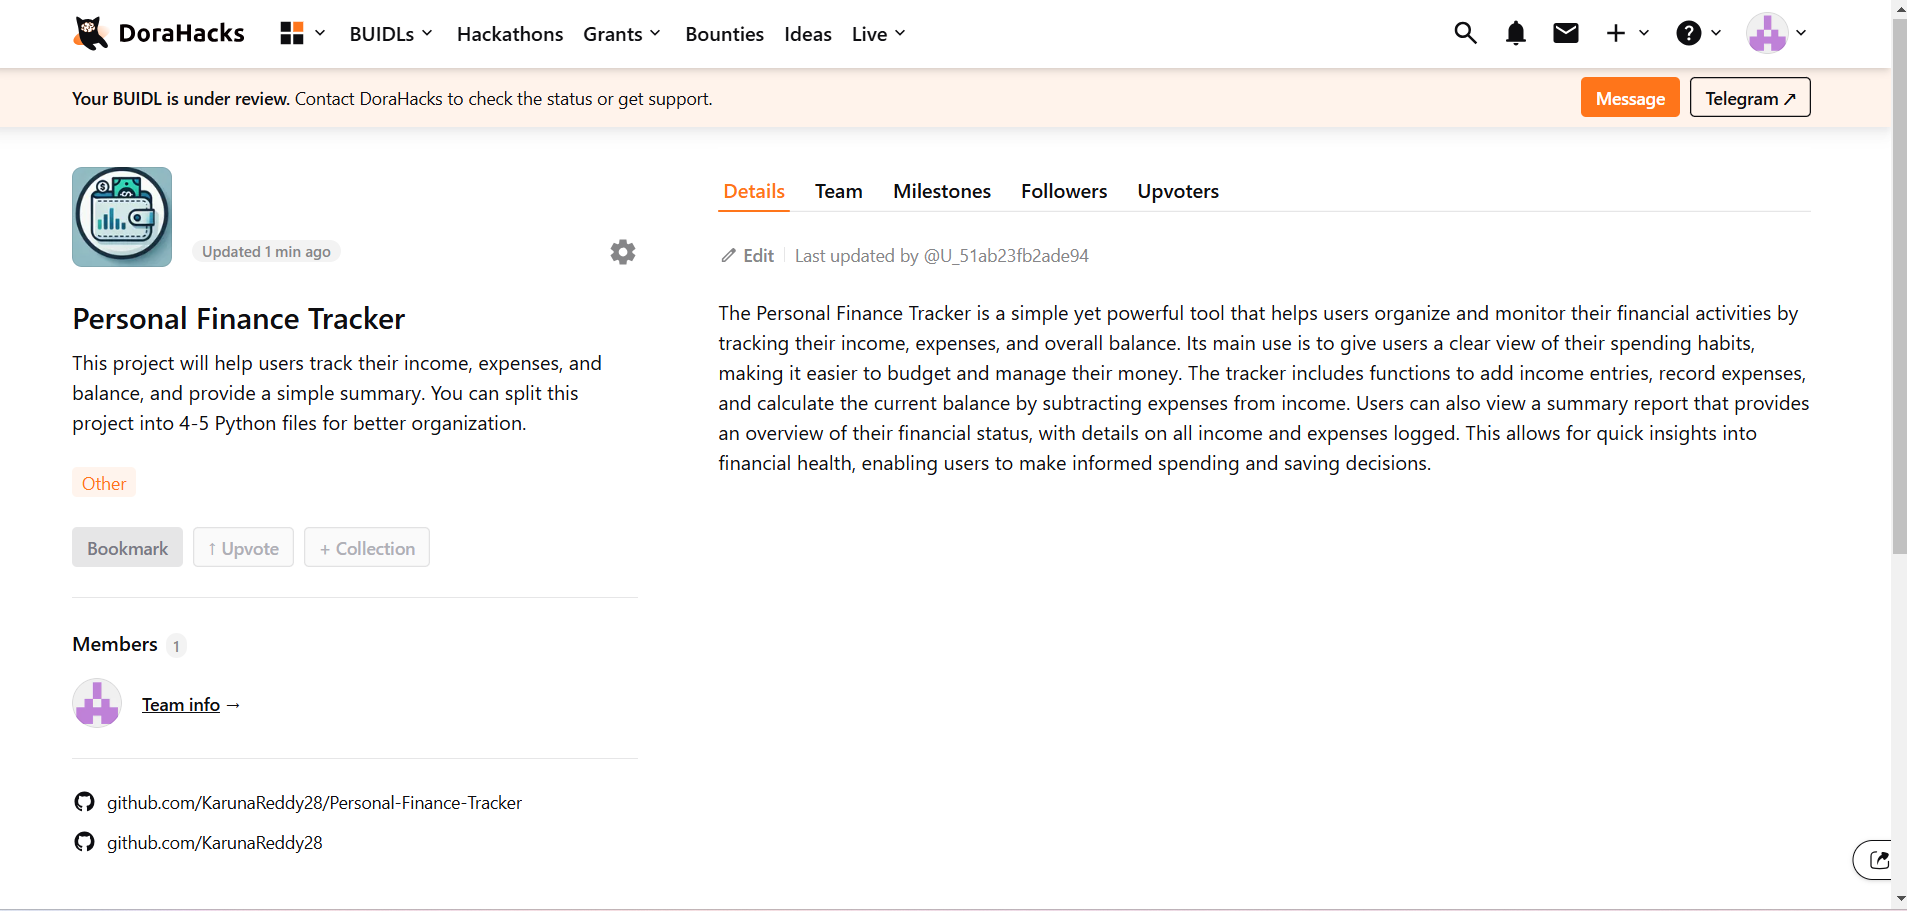 DoraHacks BUIDLs Hackathons Grants Bounties Ideas Live
Your BUIDL is under review. Contact DoraHacks to check the status or get support. Message Telegram ↗
Updated 1 min ago
Personal Finance Tracker
This project will help users track their income, expenses, and
balance, and provide a simple summary. You can split this
project into 4-5 Python files for better organization.
Other
Bookmark ↑ Upvote + Collection
Members 1
Team info →
github.com/KarunaReddy28/Personal-Finance-Tracker
github.com/KarunaReddy28
Details Team Milestones Followers Upvoters
Edit Last updated by @U_51ab23fb2ade94
The Personal Finance Tracker is a simple yet powerful tool that helps users organize and monitor their financial activities by
tracking their income, expenses, and overall balance. Its main use is to give users a clear view of their spending habits,
making it easier to budget and manage their money. The tracker includes functions to add income entries, record expenses,
and calculate the current balance by subtracting expenses from income. Users can also view a summary report that provides
an overview of their financial status, with details on all income and expenses logged. This allows for quick insights into
financial health, enabling users to make informed spending and saving decisions.